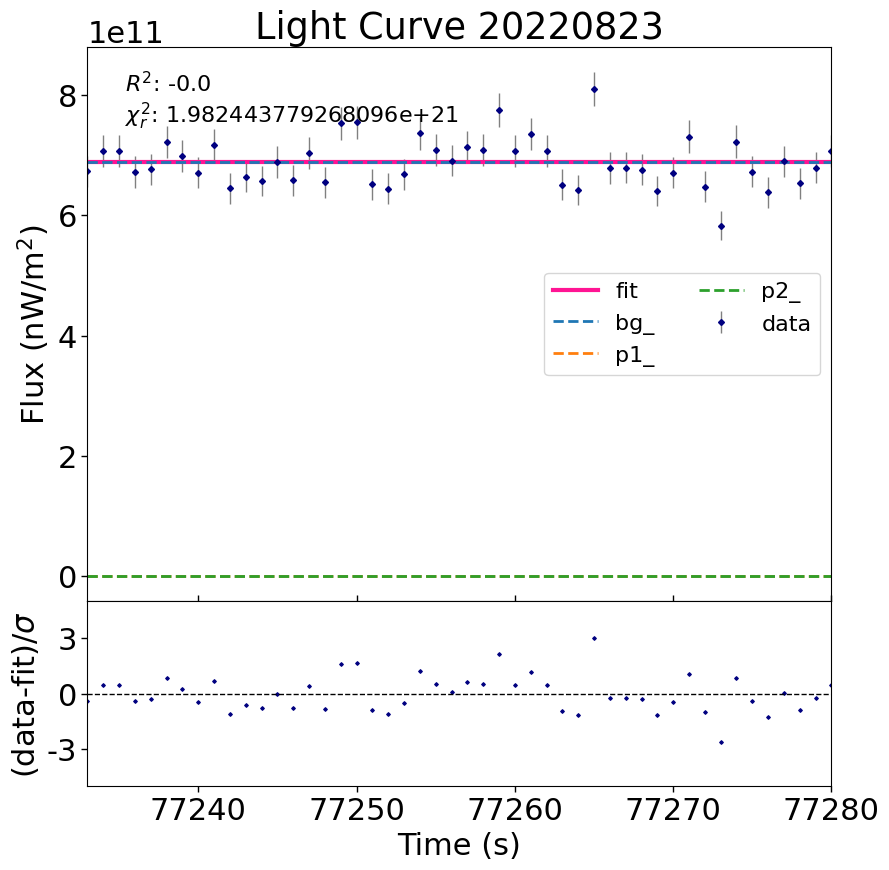 Light Curve 20220823
1e11
R²: -0.0
χ²ᵣ: 1.982443779268096e+21
8
6
4
2
0
Flux (nW/m²)
fit
bg_
p1_
p2_
data
3
0
-3
(data-fit)/σ
77240 77250 77260 77270 77280
Time (s)